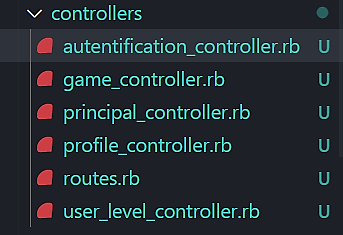 controllers
autentification_controller.rb U
game_controller.rb U
principal_controller.rb U
profile_controller.rb U
routes.rb U
user_level_controller.rb U